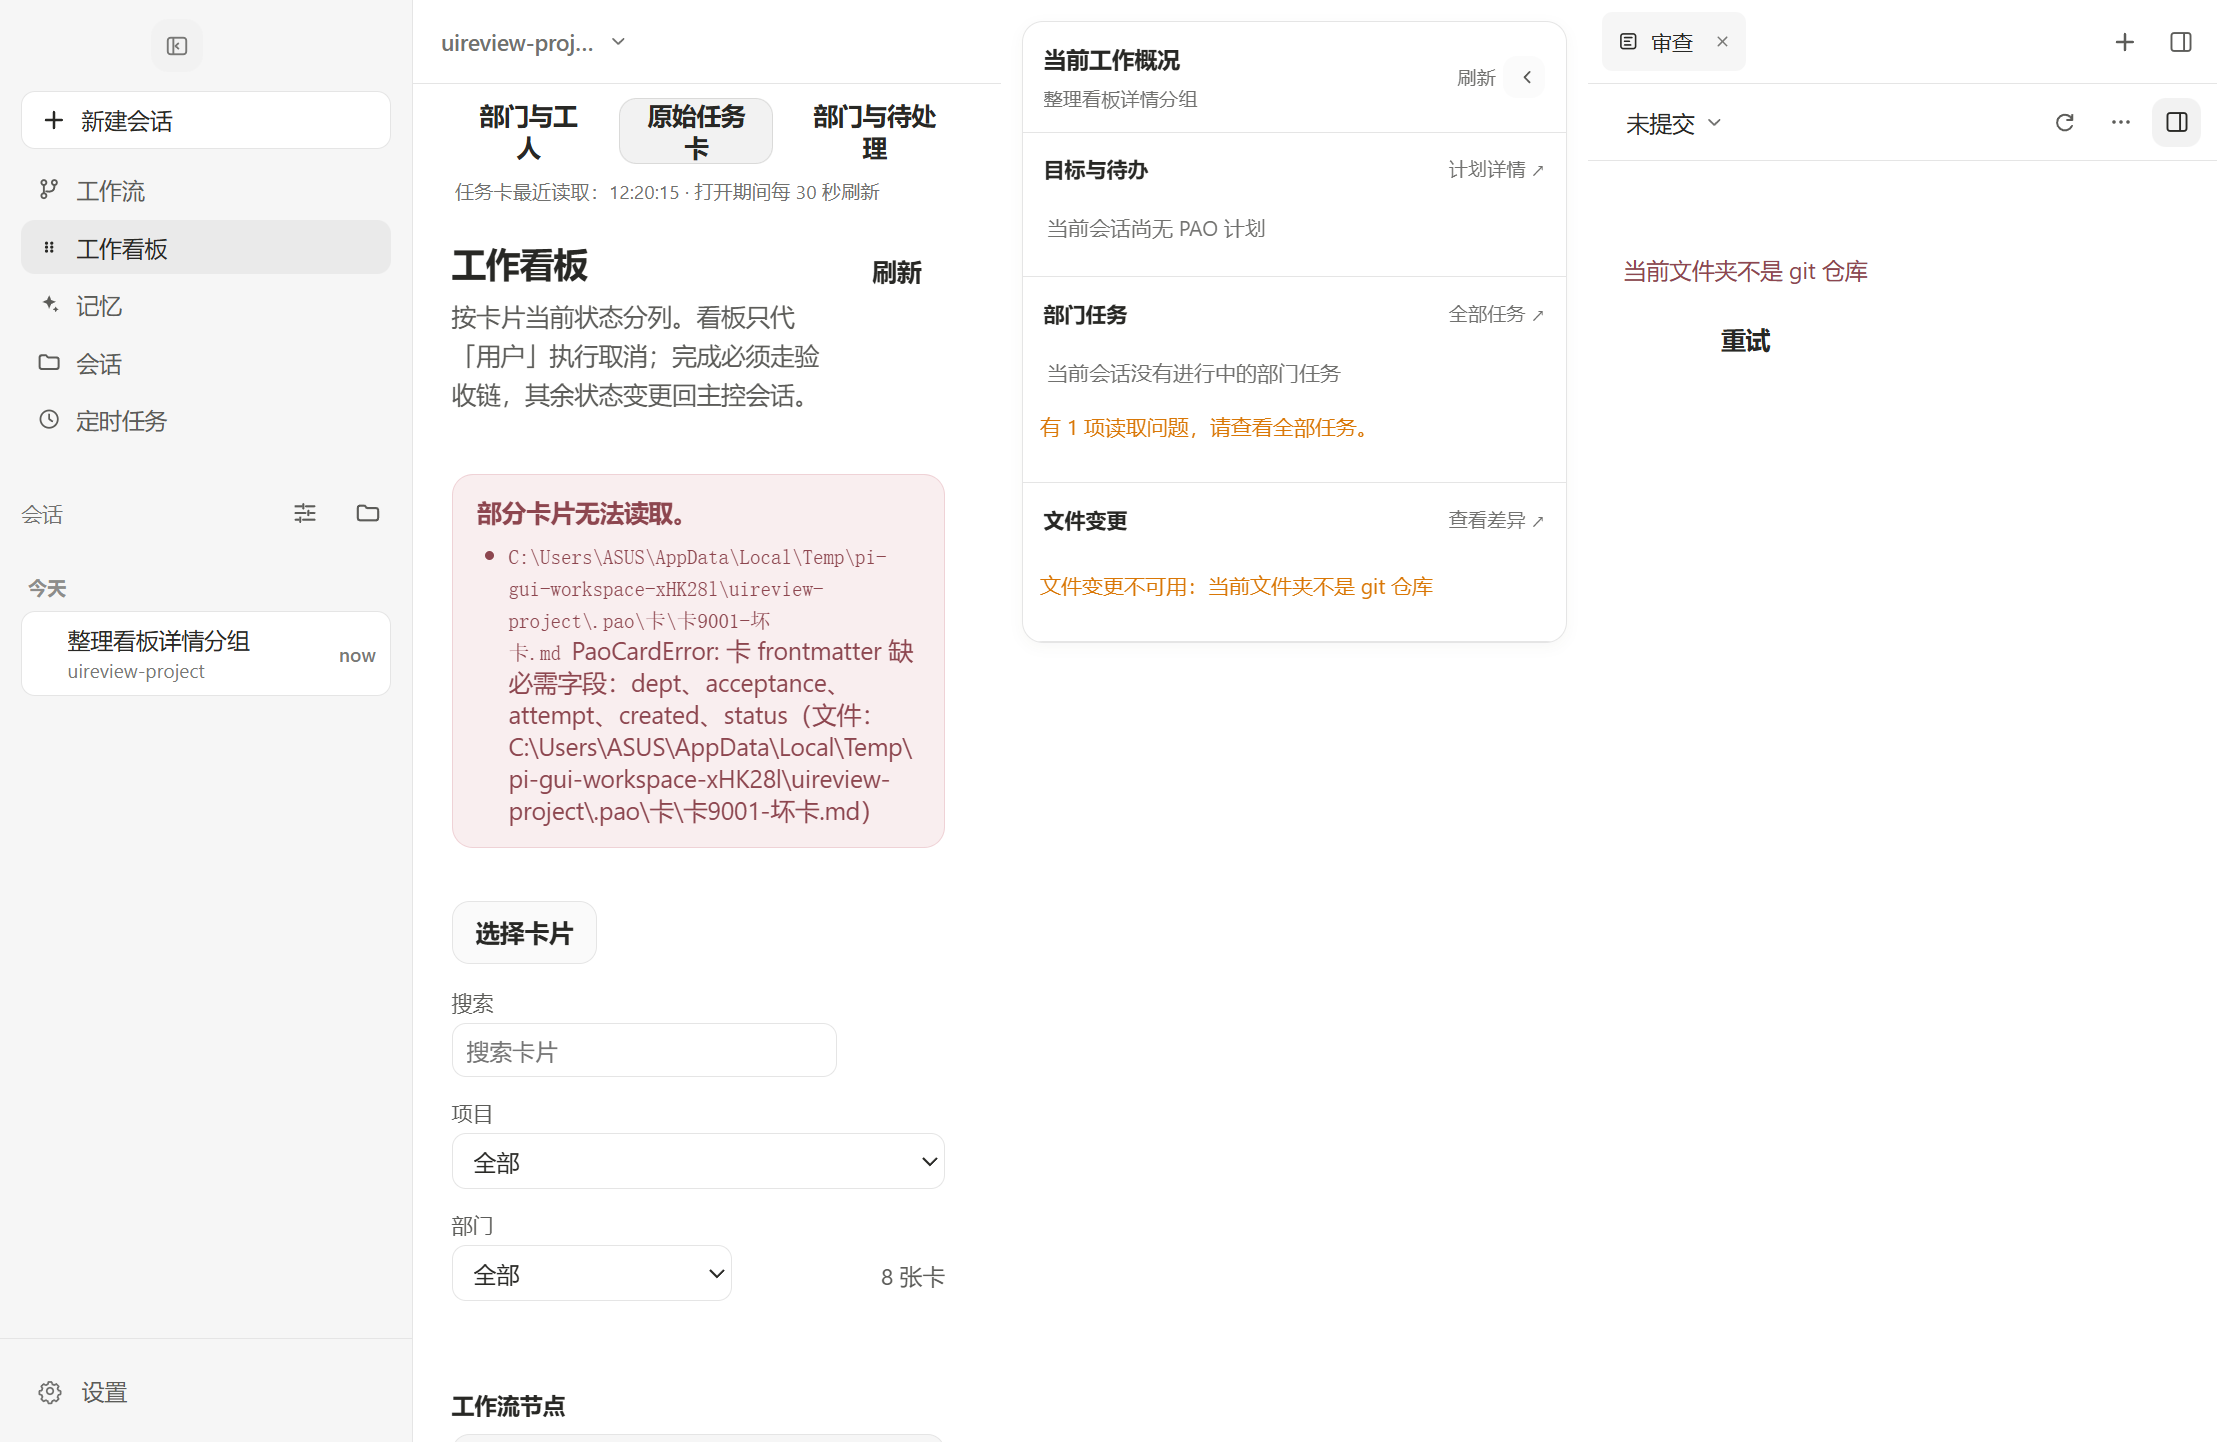 新建会话
工作流
工作看板
记忆
会话
定时任务
会话
今天
整理看板详情分组
uireview-project
now
设置
uireview-proj...
部门与工
人
原始任务
卡
部门与待处
理
任务卡最近读取：12:20:15 · 打开期间每 30 秒刷新
工作看板
刷新
按卡片当前状态分列。看板只代
「用户」执行取消；完成必须走验
收链，其余状态变更回主控会话。
部分卡片无法读取。
C:\Users\ASUS\AppData\Local\Temp\pi-
gui-workspace-xHK28l\uireview-
project\.pao\卡\卡9001-坏
卡.md PaoCardError: 卡 frontmatter 缺
必需字段：dept、acceptance、
attempt、created、status（文件：
C:\Users\ASUS\AppData\Local\Temp\
pi-gui-workspace-xHK28l\uireview-
project\.pao\卡\卡9001-坏卡.md）
选择卡片
搜索
搜索卡片
项目
全部
部门
全部
8 张卡
工作流节点
当前工作概况
整理看板详情分组
刷新
目标与待办
计划详情 ↗
当前会话尚无 PAO 计划
部门任务
全部任务 ↗
当前会话没有进行中的部门任务
有 1 项读取问题，请查看全部任务。
文件变更
查看差异 ↗
文件变更不可用：当前文件夹不是 git 仓库
审查
未提交
当前文件夹不是 git 仓库
重试